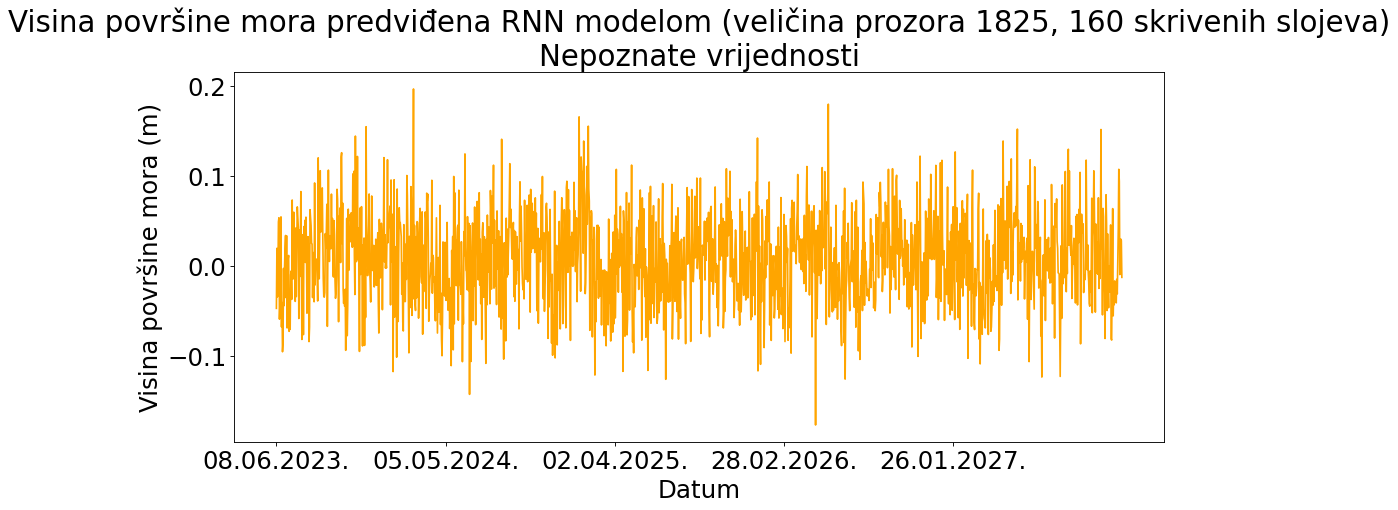 Visina površine mora predviđena RNN modelom (veličina prozora 1825, 160 skrivenih slojeva)
Nepoznate vrijednosti
Visina površine mora (m)
0.2
0.1
0.0
−0.1
08.06.2023. 05.05.2024. 02.04.2025. 28.02.2026. 26.01.2027.
Datum